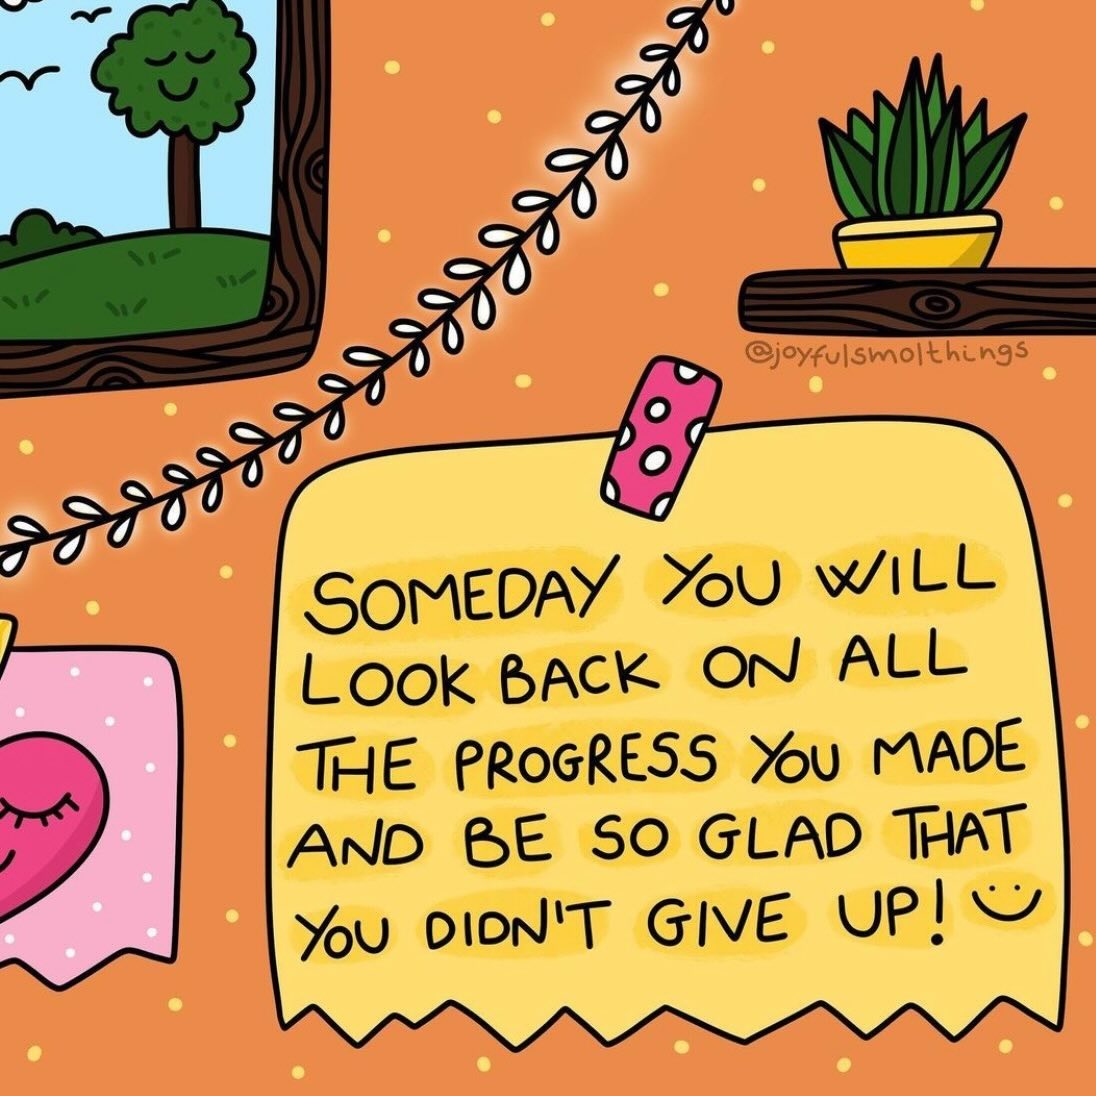 @joyfulsmolthings
SOMEDAY YOU WILL
LOOK BACK ON ALL
THE PROGRESS YOU MADE
AND BE SO GLAD THAT
YOU DIDN'T GIVE UP!